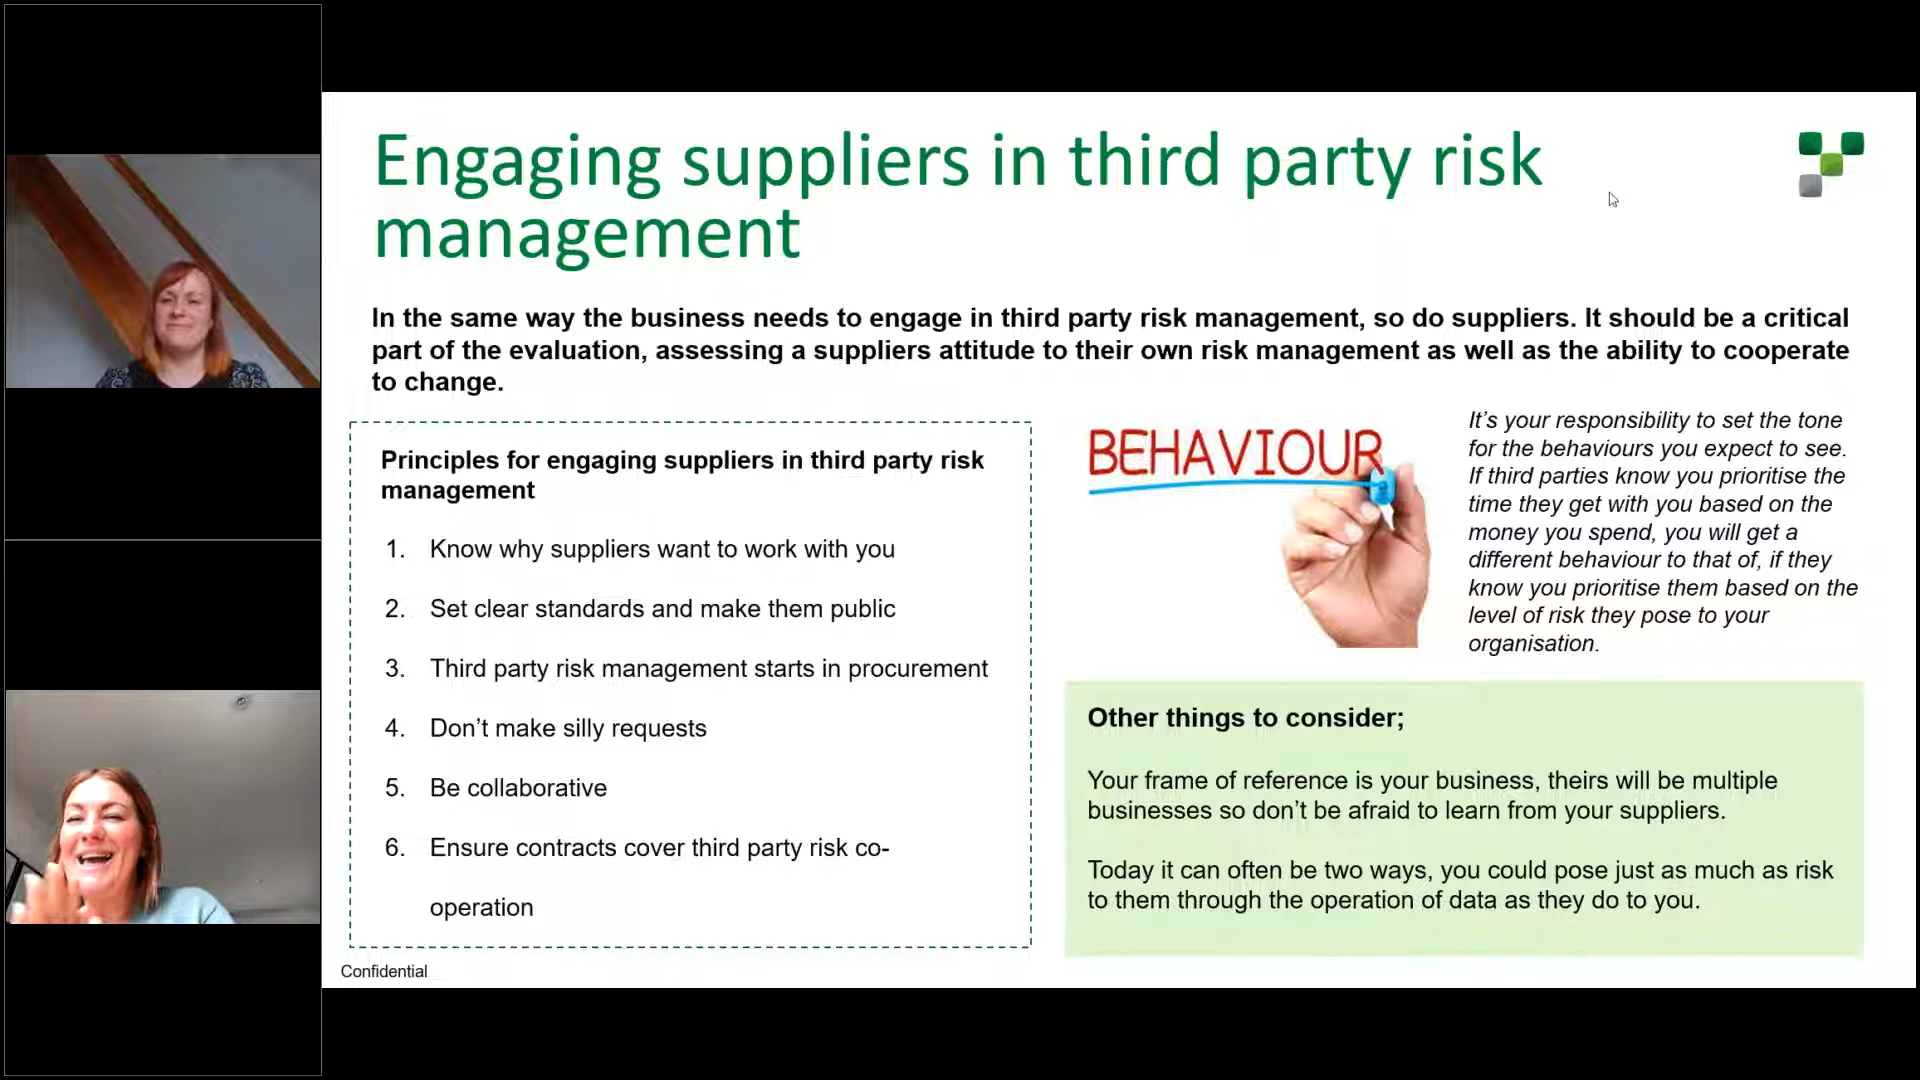 Engaging suppliers in third party risk
management
In the same way the business needs to engage in third party risk management, so do suppliers. It should be a critical
part of the evaluation, assessing a suppliers attitude to their own risk management as well as the ability to cooperate
to change.
Principles for engaging suppliers in third party risk
management
1. Know why suppliers want to work with you
2. Set clear standards and make them public
3. Third party risk management starts in procurement
4. Don’t make silly requests
5. Be collaborative
6. Ensure contracts cover third party risk co-
operation
BEHAVIOUR
It’s your responsibility to set the tone
for the behaviours you expect to see.
If third parties know you prioritise the
time they get with you based on the
money you spend, you will get a
different behaviour to that of, if they
know you prioritise them based on the
level of risk they pose to your
organisation.
Other things to consider;
Your frame of reference is your business, theirs will be multiple
businesses so don’t be afraid to learn from your suppliers.
Today it can often be two ways, you could pose just as much as risk
to them through the operation of data as they do to you.
Confidential